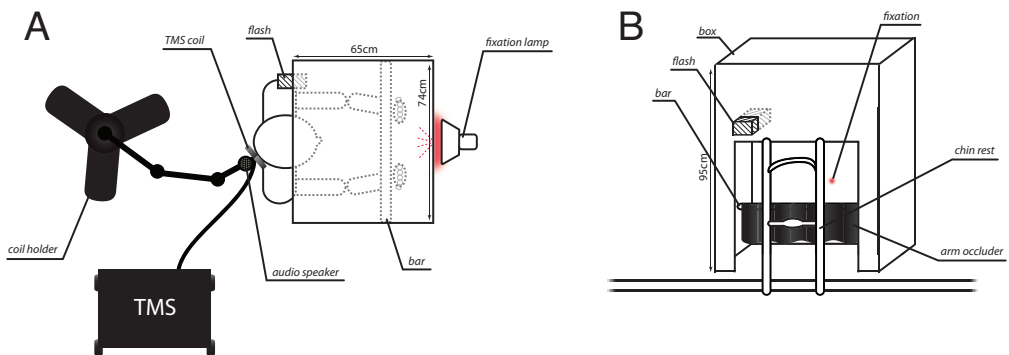 A
flash
TMS coil
65cm
fixation lamp
74cm
coil holder
audio speaker
bar
TMS
B
fixation
box
flash
bar
chin rest
95cm
arm occluder